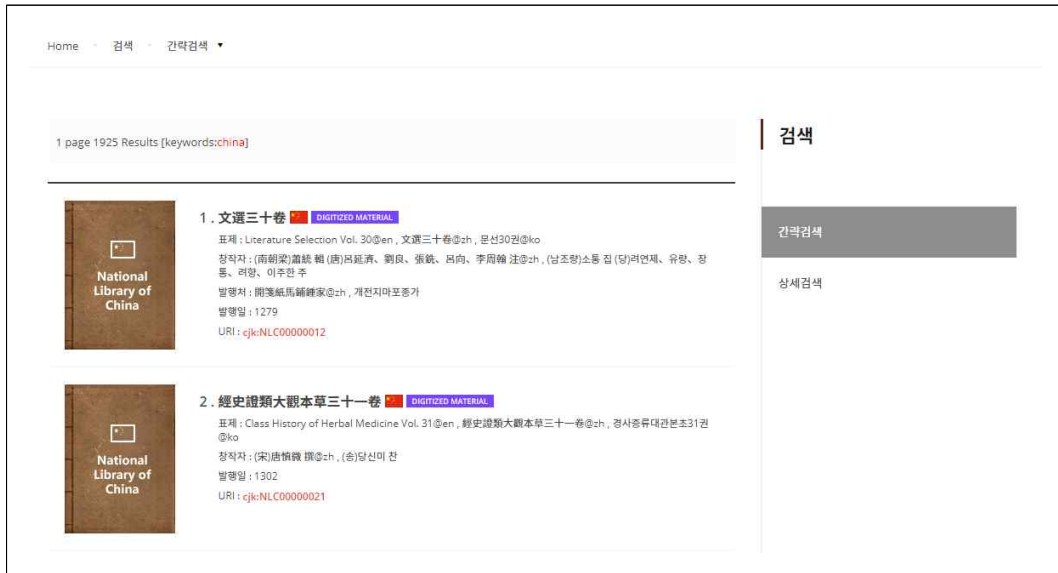 Home 검색 간략검색 ▼
1 page 1925 Results [keywords:china]
National
Library of
China
1 . 文選三十卷 DIGITIZED MATERIAL
표제 : Literature Selection Vol. 30@en , 文選三十卷@zh , 문선30권@ko
창작자 : (南朝梁)蕭統 輯 (唐)呂延濟、劉良、張銑、呂向、李周翰 注@zh , (남조량)소통 집 (당)려연제、유량、장
통、려향、이주한 주
발행처 : 開箋紙馬鋪鍾家@zh , 개전지마포종가
발행일 : 1279
URI : cjk:NLC00000012
National
Library of
China
2 . 經史證類大觀本草三十一卷 DIGITIZED MATERIAL
표제 : Class History of Herbal Medicine Vol. 31@en , 經史證類大觀本草三十一卷@zh , 경사증류대관본초31권
@ko
창작자 : (宋)唐慎微 撰@zh , (송)당신미 찬
발행일 : 1302
URI : cjk:NLC00000021
검색
간략검색
상세검색